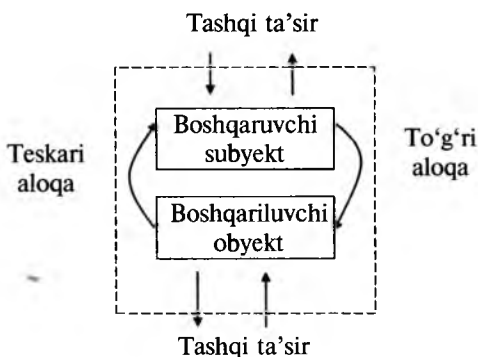 Tashqi ta'sir
Boshqaruvchi
subyekt
Teskari
aloqa
To‘g‘ri
aloqa
Boshqariluvchi
obyekt
Tashqi ta'sir